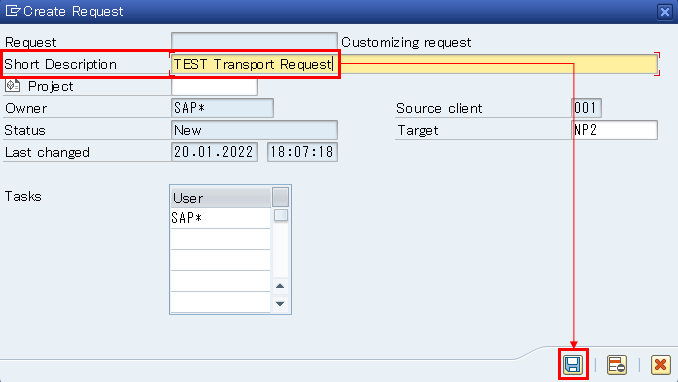 Create Request
Request Customizing request
Short Description TEST Transport Request
Project
Owner SAP* Source client 001
Status New Target NP2
Last changed 20.01.2022 18:07:18
Tasks User
SAP*